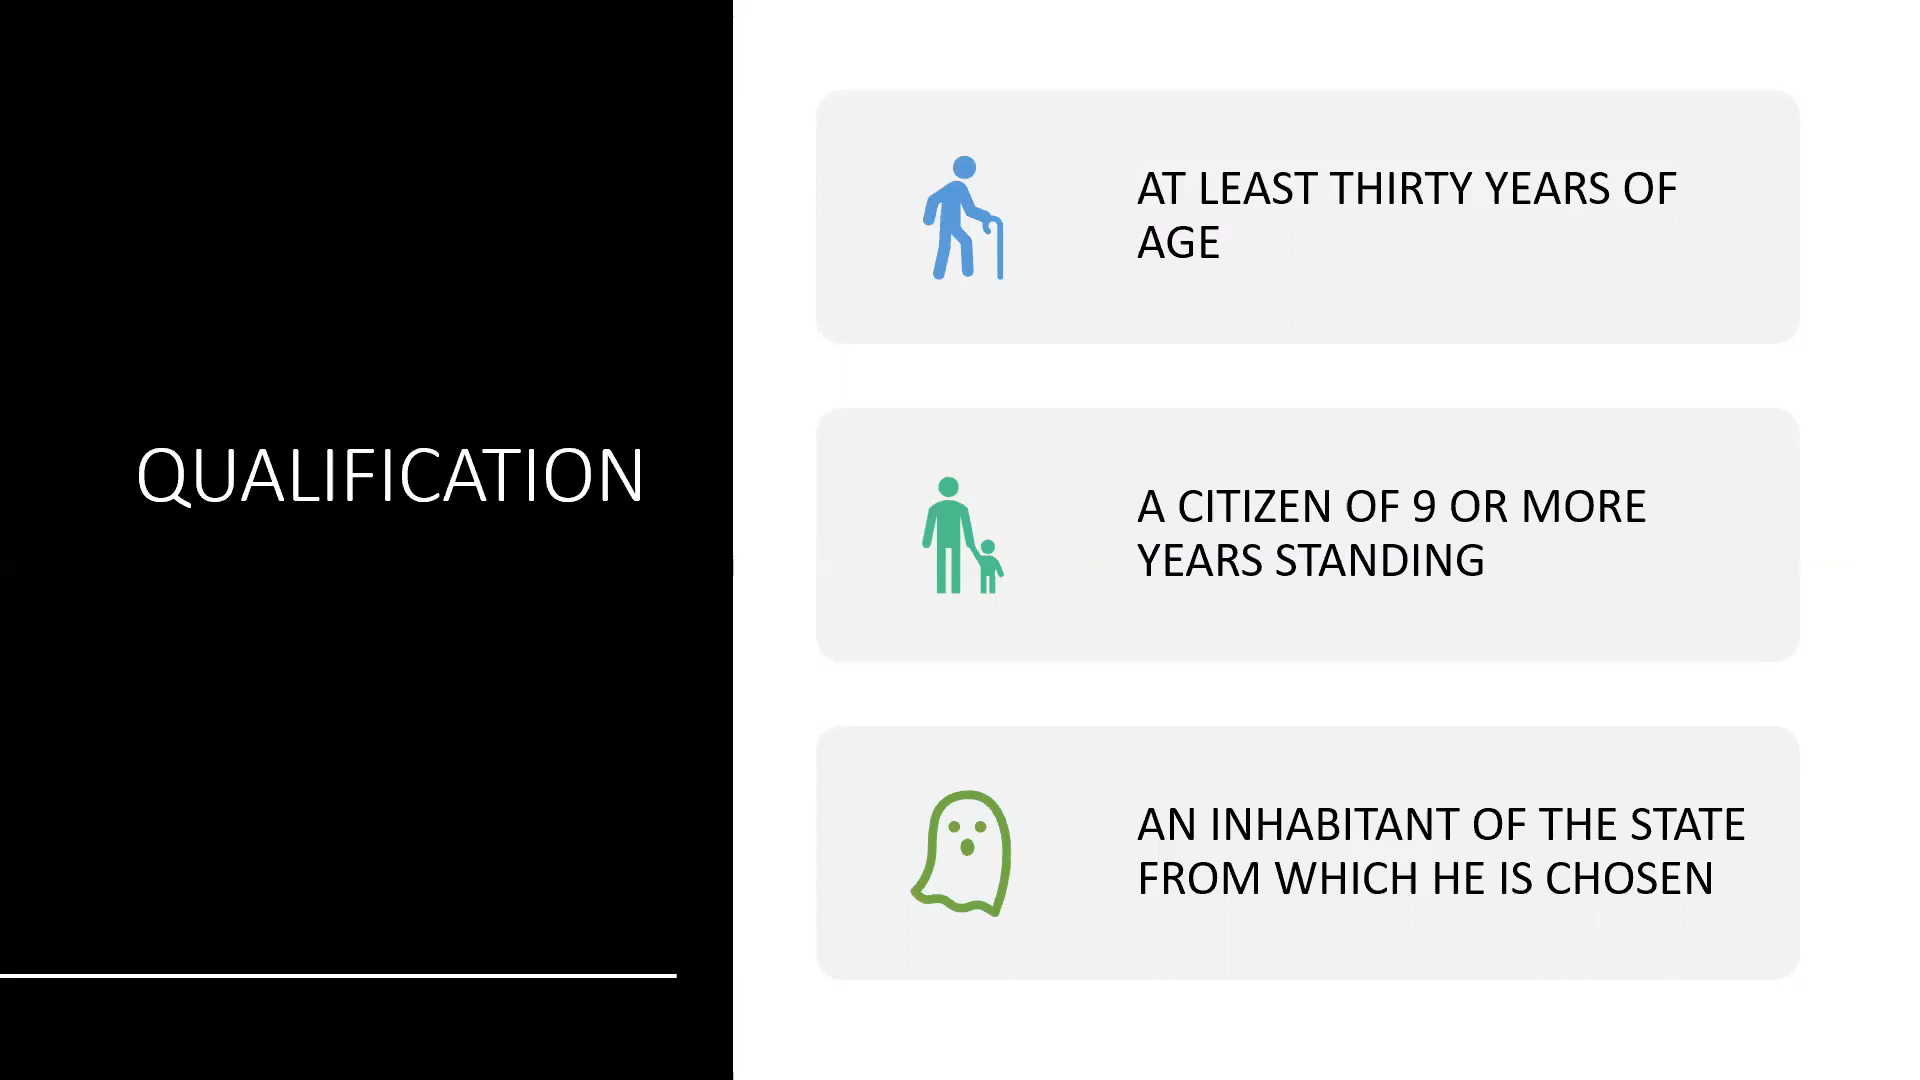 QUALIFICATION
AT LEAST THIRTY YEARS OF
AGE
A CITIZEN OF 9 OR MORE
YEARS STANDING
AN INHABITANT OF THE STATE
FROM WHICH HE IS CHOSEN